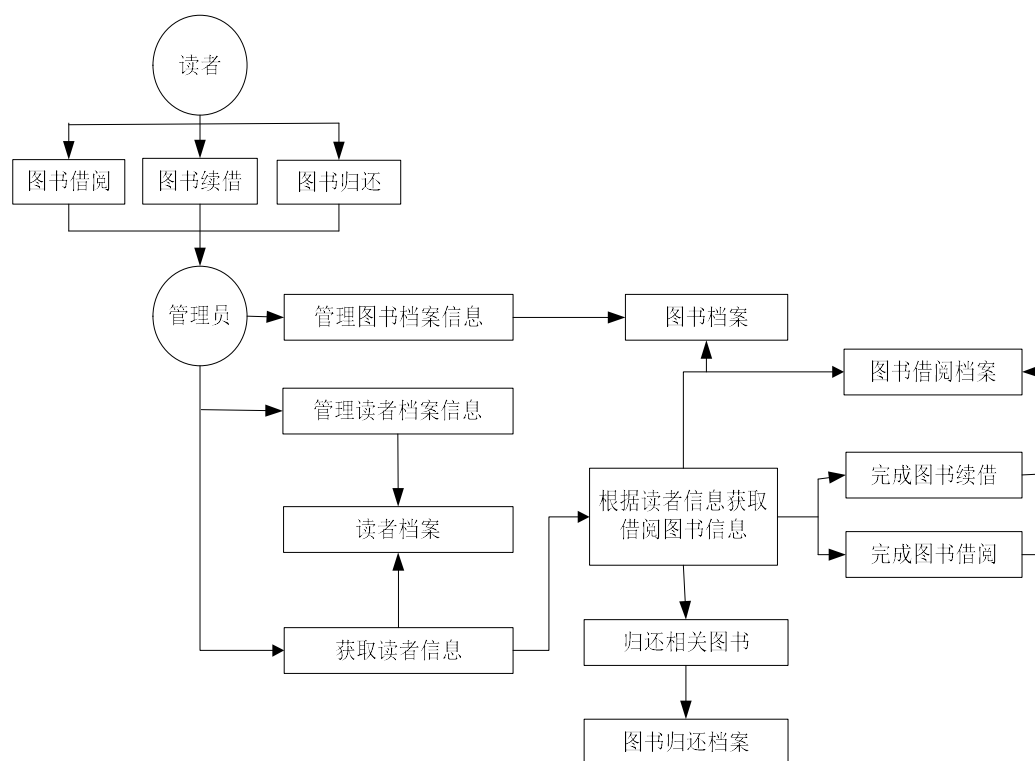 读者
图书借阅
图书续借
图书归还
管理员
管理图书档案信息
图书档案
图书借阅档案
管理读者档案信息
完成图书续借
根据读者信息获取
借阅图书信息
读者档案
完成图书借阅
获取读者信息
归还相关图书
图书归还档案